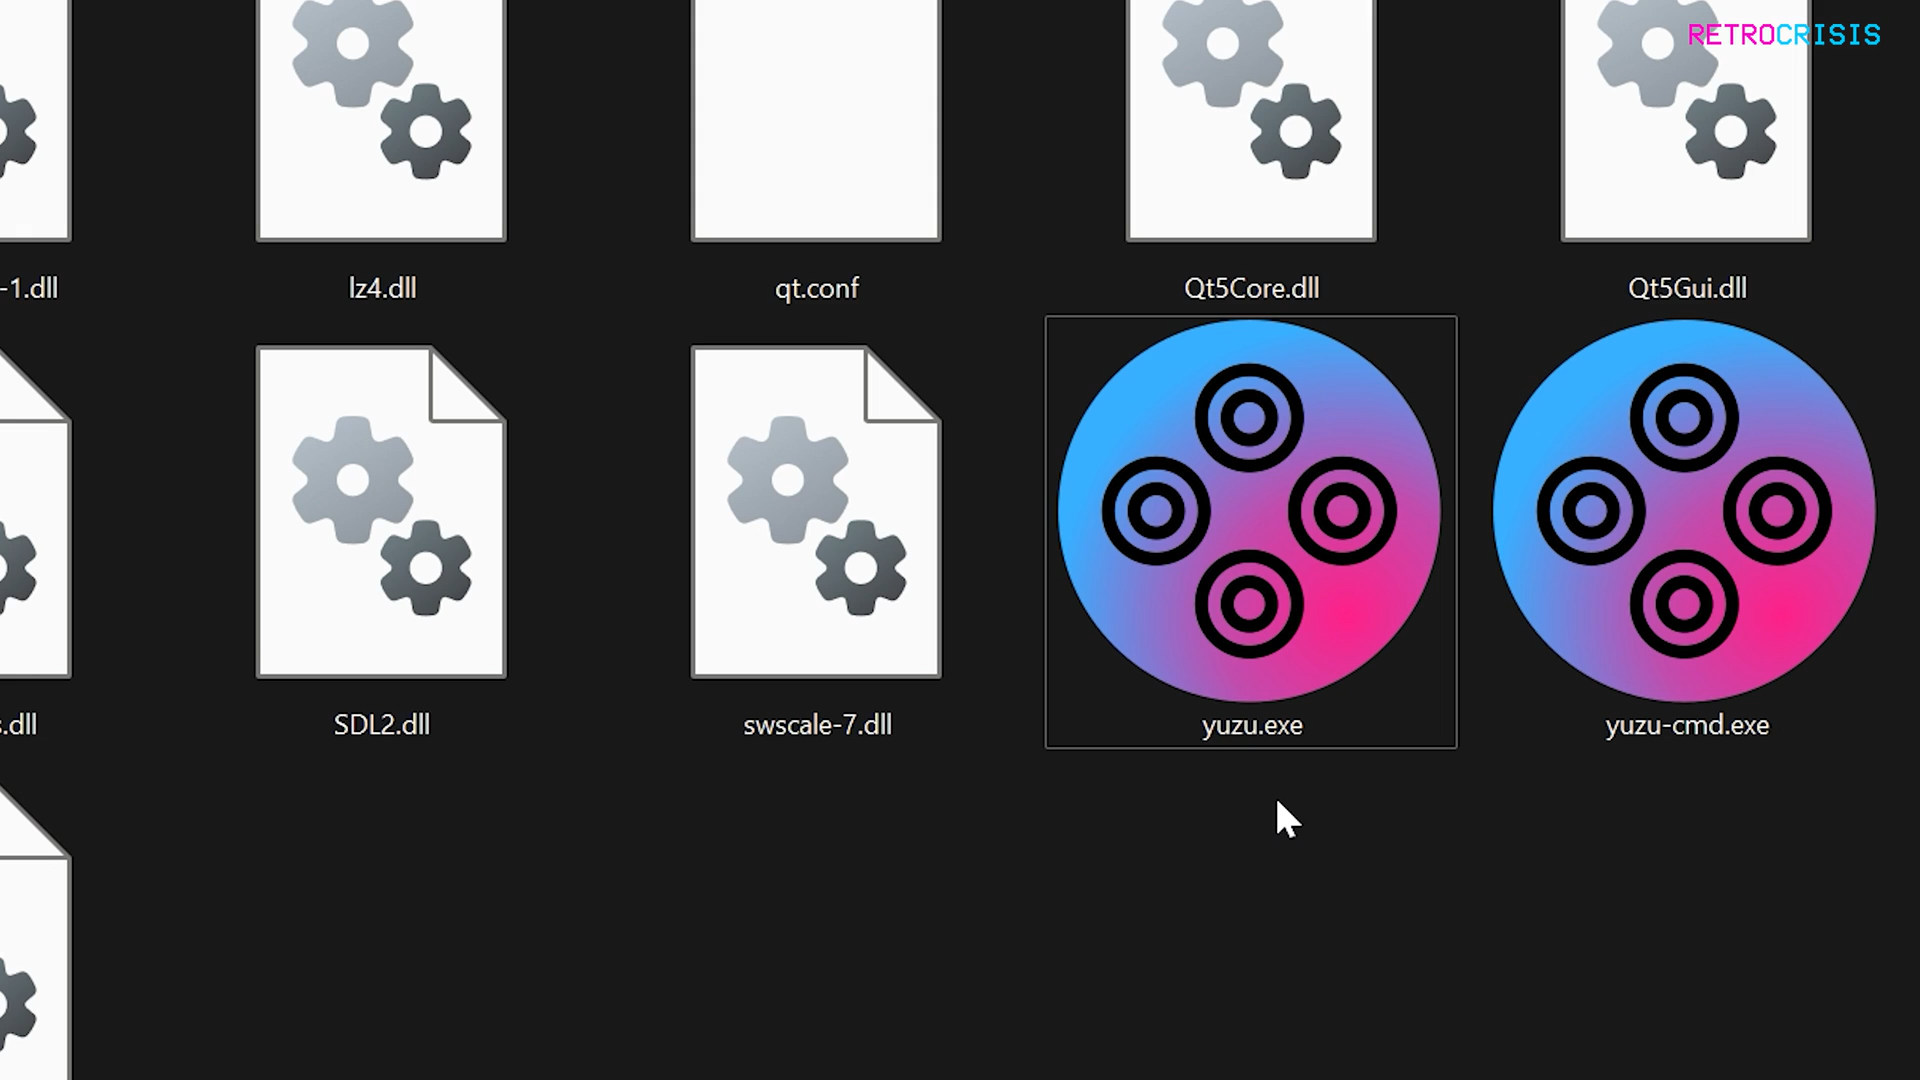 RETROCRISIS
-1.dll
lz4.dll
qt.conf
Qt5Core.dll
Qt5Gui.dll
.dll
SDL2.dll
swscale-7.dll
yuzu.exe
yuzu-cmd.exe